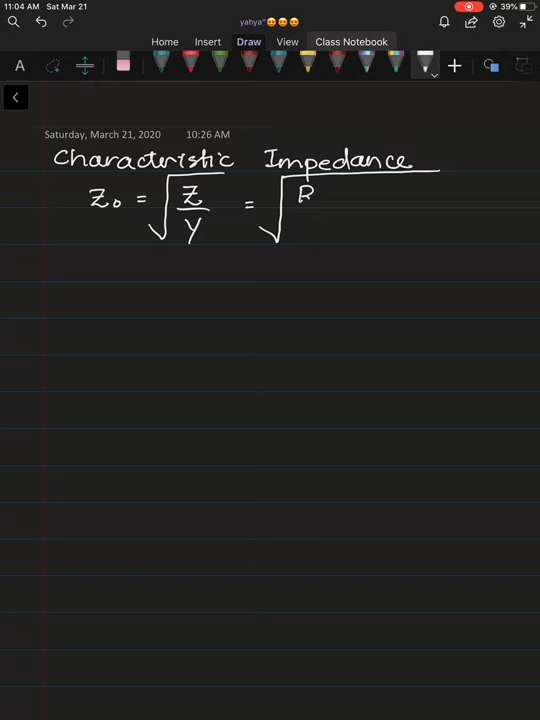 11:04 AM Sat Mar 21
39%
yahya"😍😍😍
Home Insert Draw View Class Notebook
A
Saturday, March 21, 2020 10:26 AM
Characteristic Impedance
Z₀ = √(Z/Y) = √R